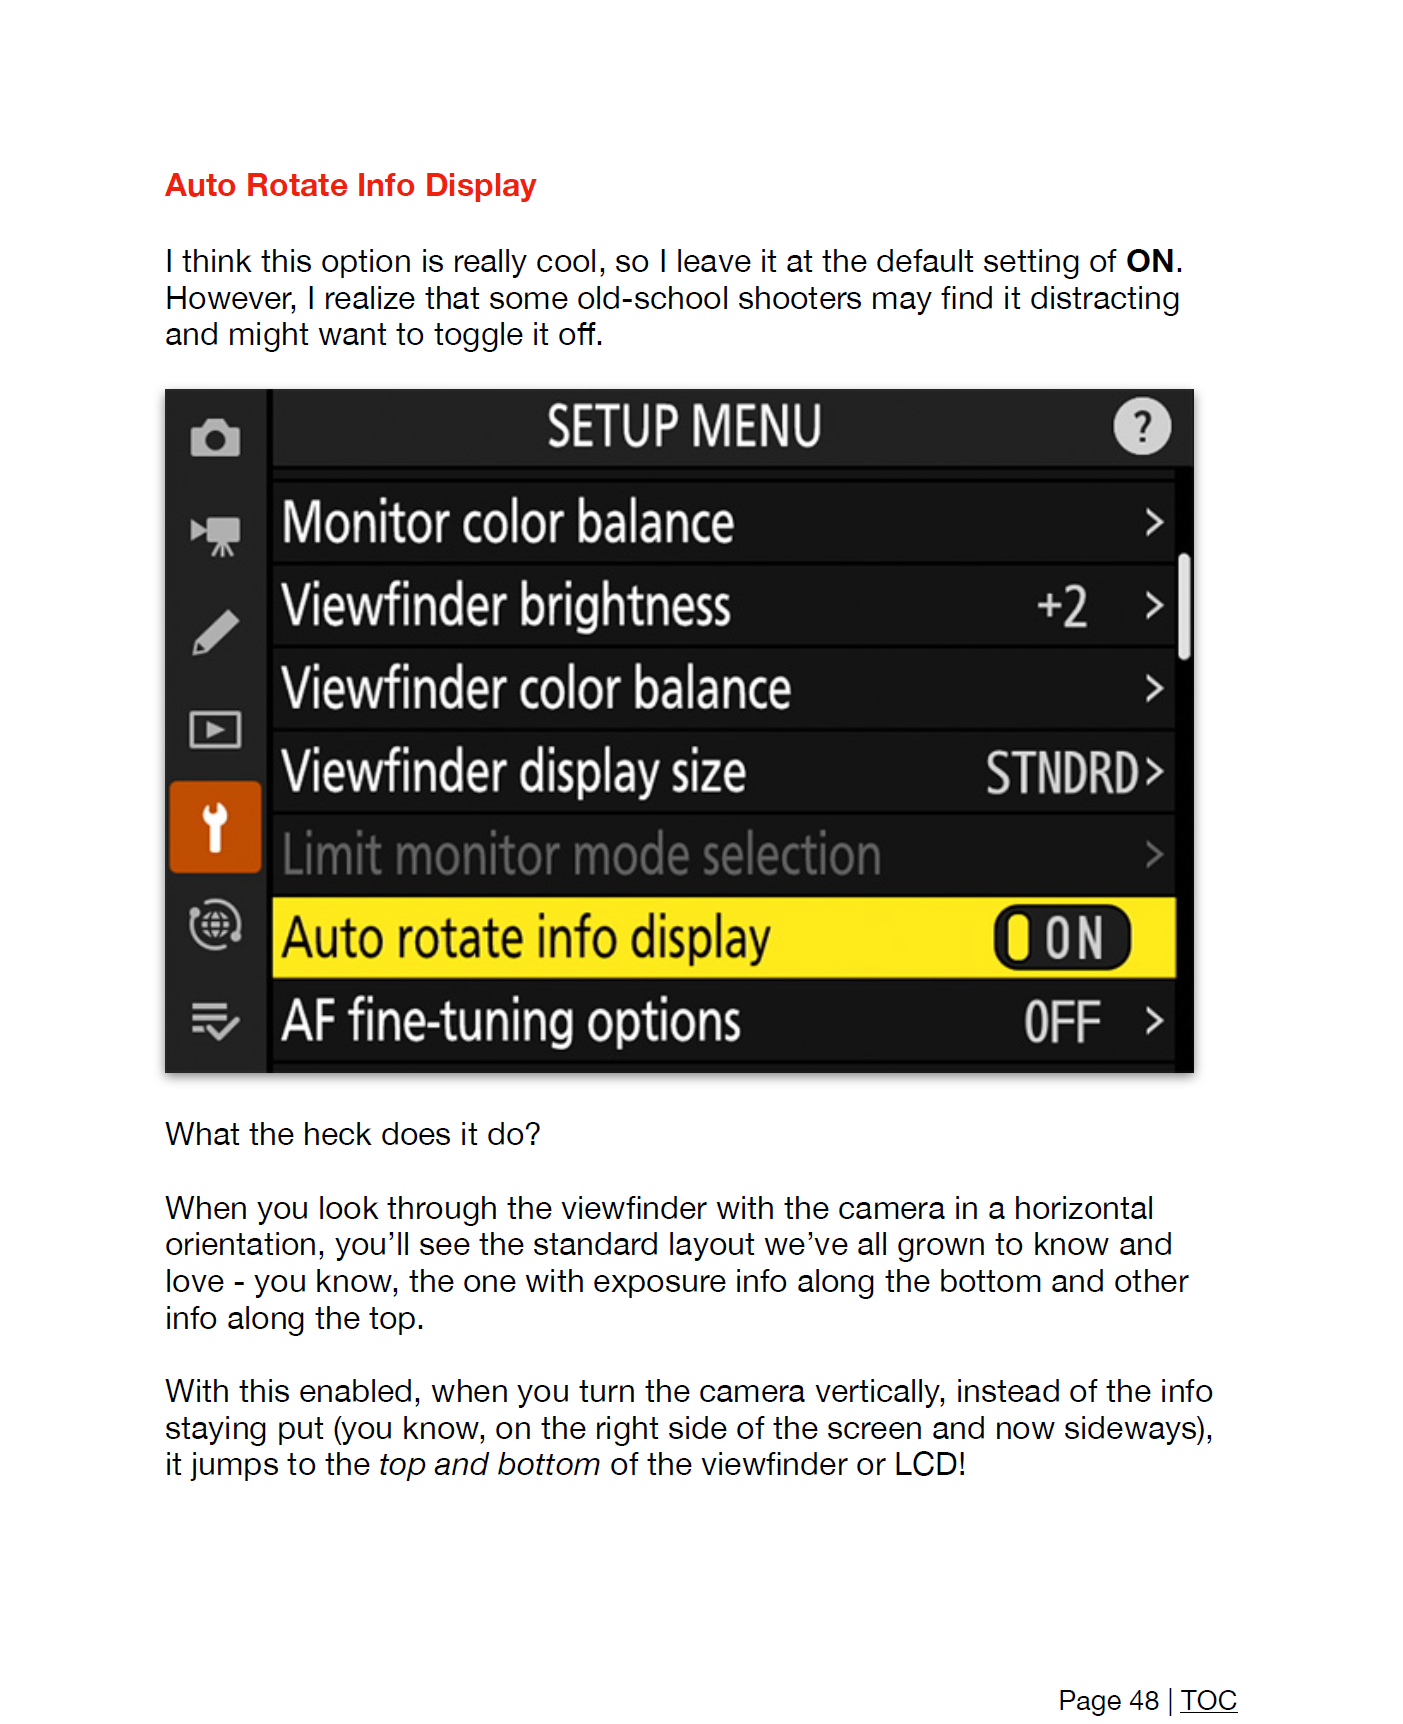 Auto Rotate Info Display
I think this option is really cool, so I leave it at the default setting of ON.
However, I realize that some old-school shooters may find it distracting
and might want to toggle it off.
SETUP MENU
?
Monitor color balance >
Viewfinder brightness +2 >
Viewfinder color balance >
Viewfinder display size STNDRD >
Limit monitor mode selection >
Auto rotate info display ON
AF fine-tuning options OFF >
What the heck does it do?
When you look through the viewfinder with the camera in a horizontal
orientation, you’ll see the standard layout we’ve all grown to know and
love - you know, the one with exposure info along the bottom and other
info along the top.
With this enabled, when you turn the camera vertically, instead of the info
staying put (you know, on the right side of the screen and now sideways),
it jumps to the top and bottom of the viewfinder or LCD!
Page 48 | TOC